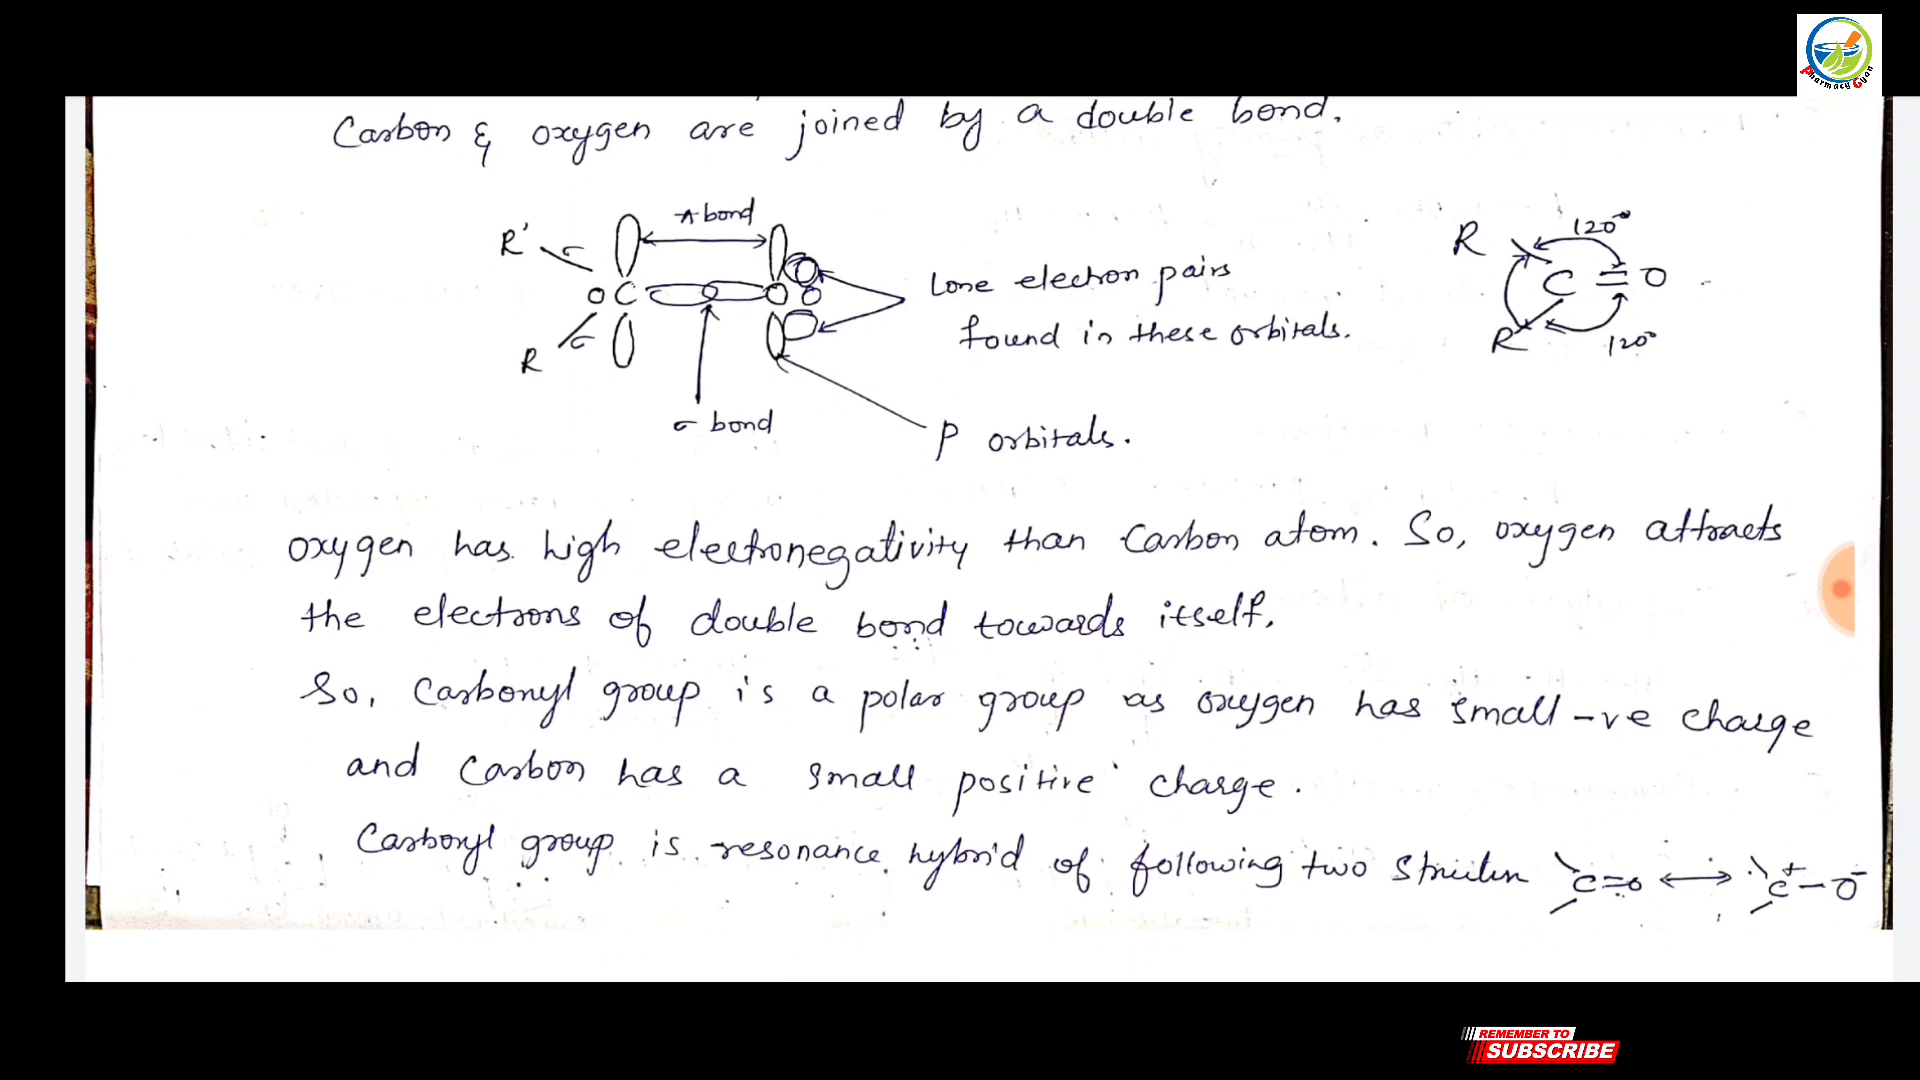 Carbon & oxygen are joined by a double bond.
π bond
R' σ
R 120°
C = O
Lone electron pairs
found in these orbitals.
C O
R σ
R 120°
σ bond
P orbitals.
oxygen has high electronegativity than Carbon atom. So, oxygen attracts
the electrons of double bond towards itself.
So, Carbonyl group is a polar group as oxygen has small -ve charge
and Carbon has a small positive charge.
Carbonyl group is resonance hybrid of following two C=O ⟷ C⁺-O⁻
Pharmacy Gyan
REMEMBER TO
SUBSCRIBE